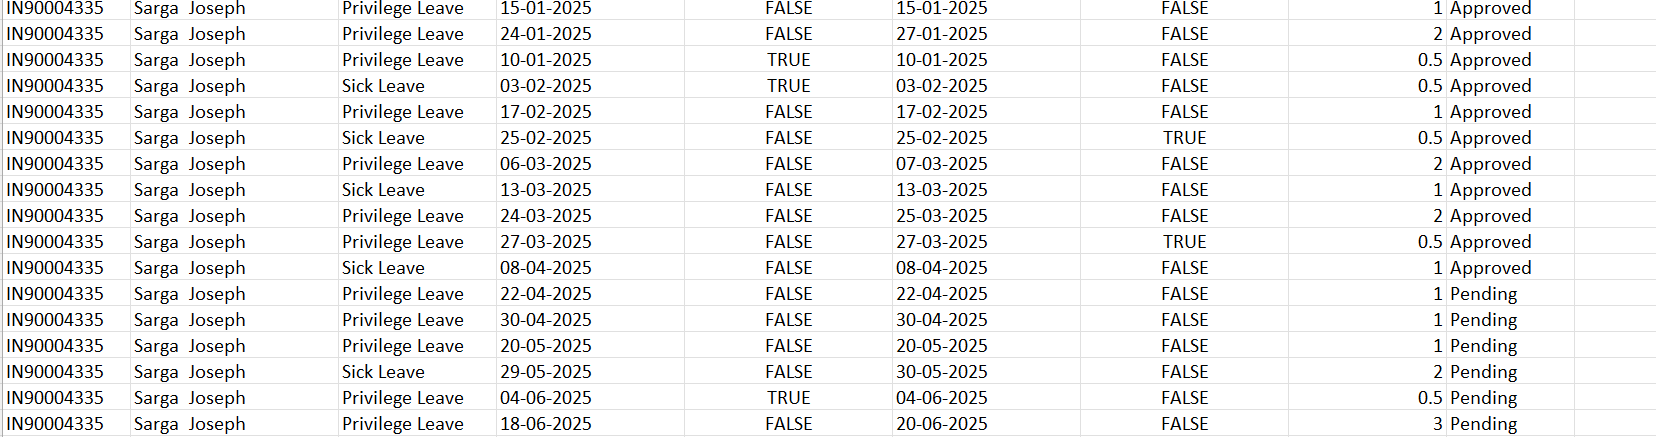 IN90004335 Sarga  Joseph Privilege Leave 15-01-2025 FALSE 15-01-2025 FALSE 1 Approved
IN90004335 Sarga  Joseph Privilege Leave 24-01-2025 FALSE 27-01-2025 FALSE 2 Approved
IN90004335 Sarga  Joseph Privilege Leave 10-01-2025 TRUE 10-01-2025 FALSE 0.5 Approved
IN90004335 Sarga  Joseph Sick Leave 03-02-2025 TRUE 03-02-2025 FALSE 0.5 Approved
IN90004335 Sarga  Joseph Privilege Leave 17-02-2025 FALSE 17-02-2025 FALSE 1 Approved
IN90004335 Sarga  Joseph Sick Leave 25-02-2025 FALSE 25-02-2025 TRUE 0.5 Approved
IN90004335 Sarga  Joseph Privilege Leave 06-03-2025 FALSE 07-03-2025 FALSE 2 Approved
IN90004335 Sarga  Joseph Sick Leave 13-03-2025 FALSE 13-03-2025 FALSE 1 Approved
IN90004335 Sarga  Joseph Privilege Leave 24-03-2025 FALSE 25-03-2025 FALSE 2 Approved
IN90004335 Sarga  Joseph Privilege Leave 27-03-2025 FALSE 27-03-2025 TRUE 0.5 Approved
IN90004335 Sarga  Joseph Sick Leave 08-04-2025 FALSE 08-04-2025 FALSE 1 Approved
IN90004335 Sarga  Joseph Privilege Leave 22-04-2025 FALSE 22-04-2025 FALSE 1 Pending
IN90004335 Sarga  Joseph Privilege Leave 30-04-2025 FALSE 30-04-2025 FALSE 1 Pending
IN90004335 Sarga  Joseph Privilege Leave 20-05-2025 FALSE 20-05-2025 FALSE 1 Pending
IN90004335 Sarga  Joseph Sick Leave 29-05-2025 FALSE 30-05-2025 FALSE 2 Pending
IN90004335 Sarga  Joseph Privilege Leave 04-06-2025 TRUE 04-06-2025 FALSE 0.5 Pending
IN90004335 Sarga  Joseph Privilege Leave 18-06-2025 FALSE 20-06-2025 FALSE 3 Pending